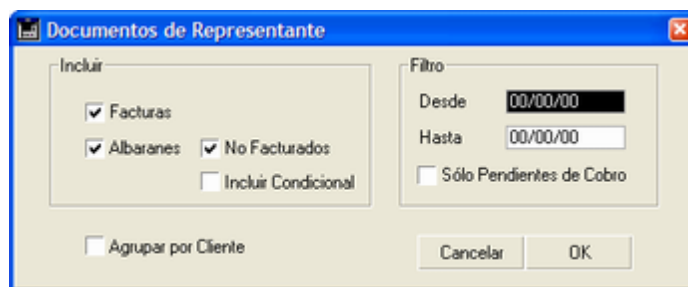 Documentos de Representante
Incluir
Facturas
Albaranes No Facturados
Incluir Condicional
Agrupar por Cliente
Filtro
Desde 00/00/00
Hasta 00/00/00
Sólo Pendientes de Cobro
Cancelar OK